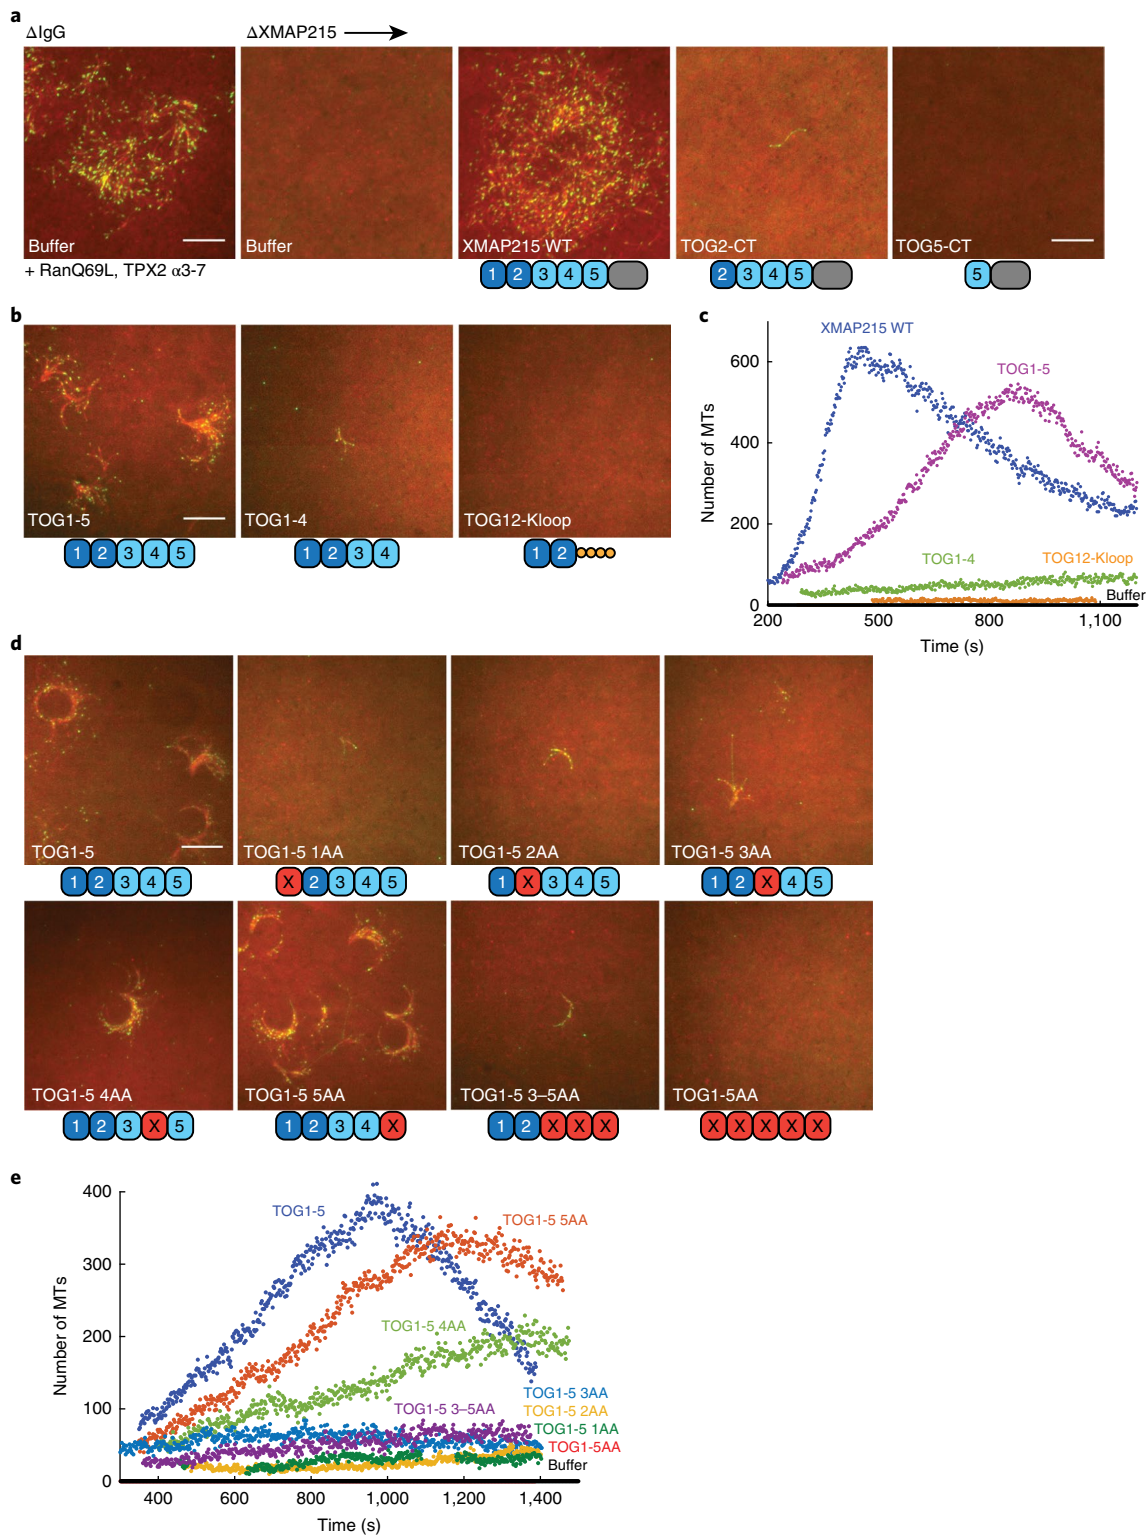 a
ΔIgG ΔXMAP215
Buffer Buffer XMAP215 WT TOG2-CT TOG5-CT
+ RanQ69L, TPX2 α3-7
1 2 3 4 5 2 3 4 5 5
b
TOG1-5 TOG1-4 TOG12-Kloop
1 2 3 4 5 1 2 3 4 1 2
c
XMAP215 WT
TOG1-5
TOG1-4 TOG12-Kloop
Buffer
Number of MTs
600
400
200
0
200 500 800 1,100
Time (s)
d
TOG1-5 TOG1-5 1AA TOG1-5 2AA TOG1-5 3AA
1 2 3 4 5 X 2 3 4 5 1 X 3 4 5 1 2 X 4 5
TOG1-5 4AA TOG1-5 5AA TOG1-5 3–5AA TOG1-5AA
1 2 3 X 5 1 2 3 4 X 1 2 X X X X X X X X
e
Number of MTs
400
300
200
100
0
TOG1-5
TOG1-5 5AA
TOG1-5 4AA
TOG1-5 3AA
TOG1-5 3–5AA
TOG1-5 2AA
TOG1-5 1AA
TOG1-5AA
Buffer
400 600 800 1,000 1,200 1,400
Time (s)